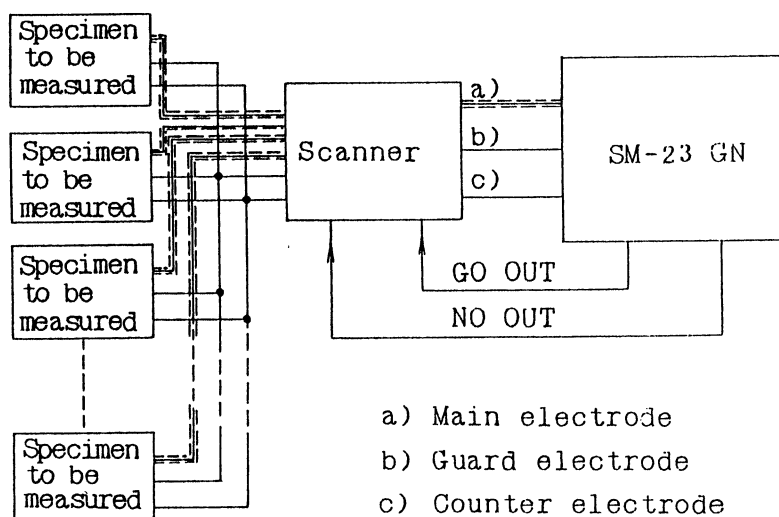 Specimen
to be
measured
Specimen
to be
measured
Specimen
to be
measured
Specimen
to be
measured
Scanner
a)
b)
c)
SM-23 GN
GO OUT
NO OUT
a) Main electrode
b) Guard electrode
c) Counter electrode